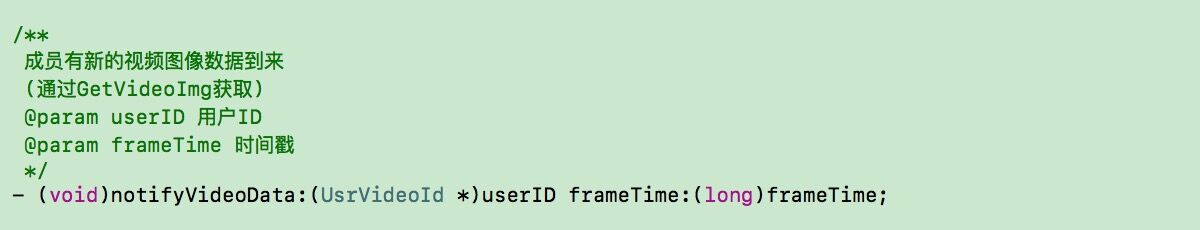 /**
成员有新的视频图像数据到来
(通过GetVideoImg获取)
@param userID 用户ID
@param frameTime 时间戳
*/
- (void)notifyVideoData:(UsrVideoId *)userID frameTime:(long)frameTime;